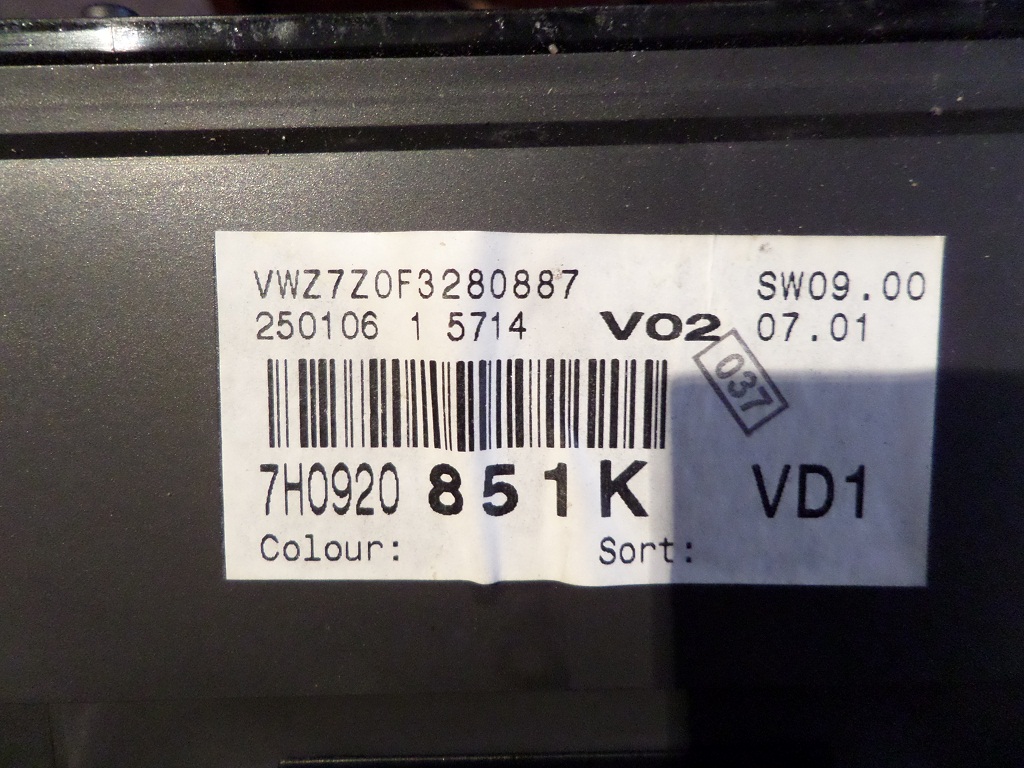 VWZ7Z0F3280887 SW09.00
250106 1 5714 V02 07.01
037
7H0920 851K VD1
Colour: Sort: